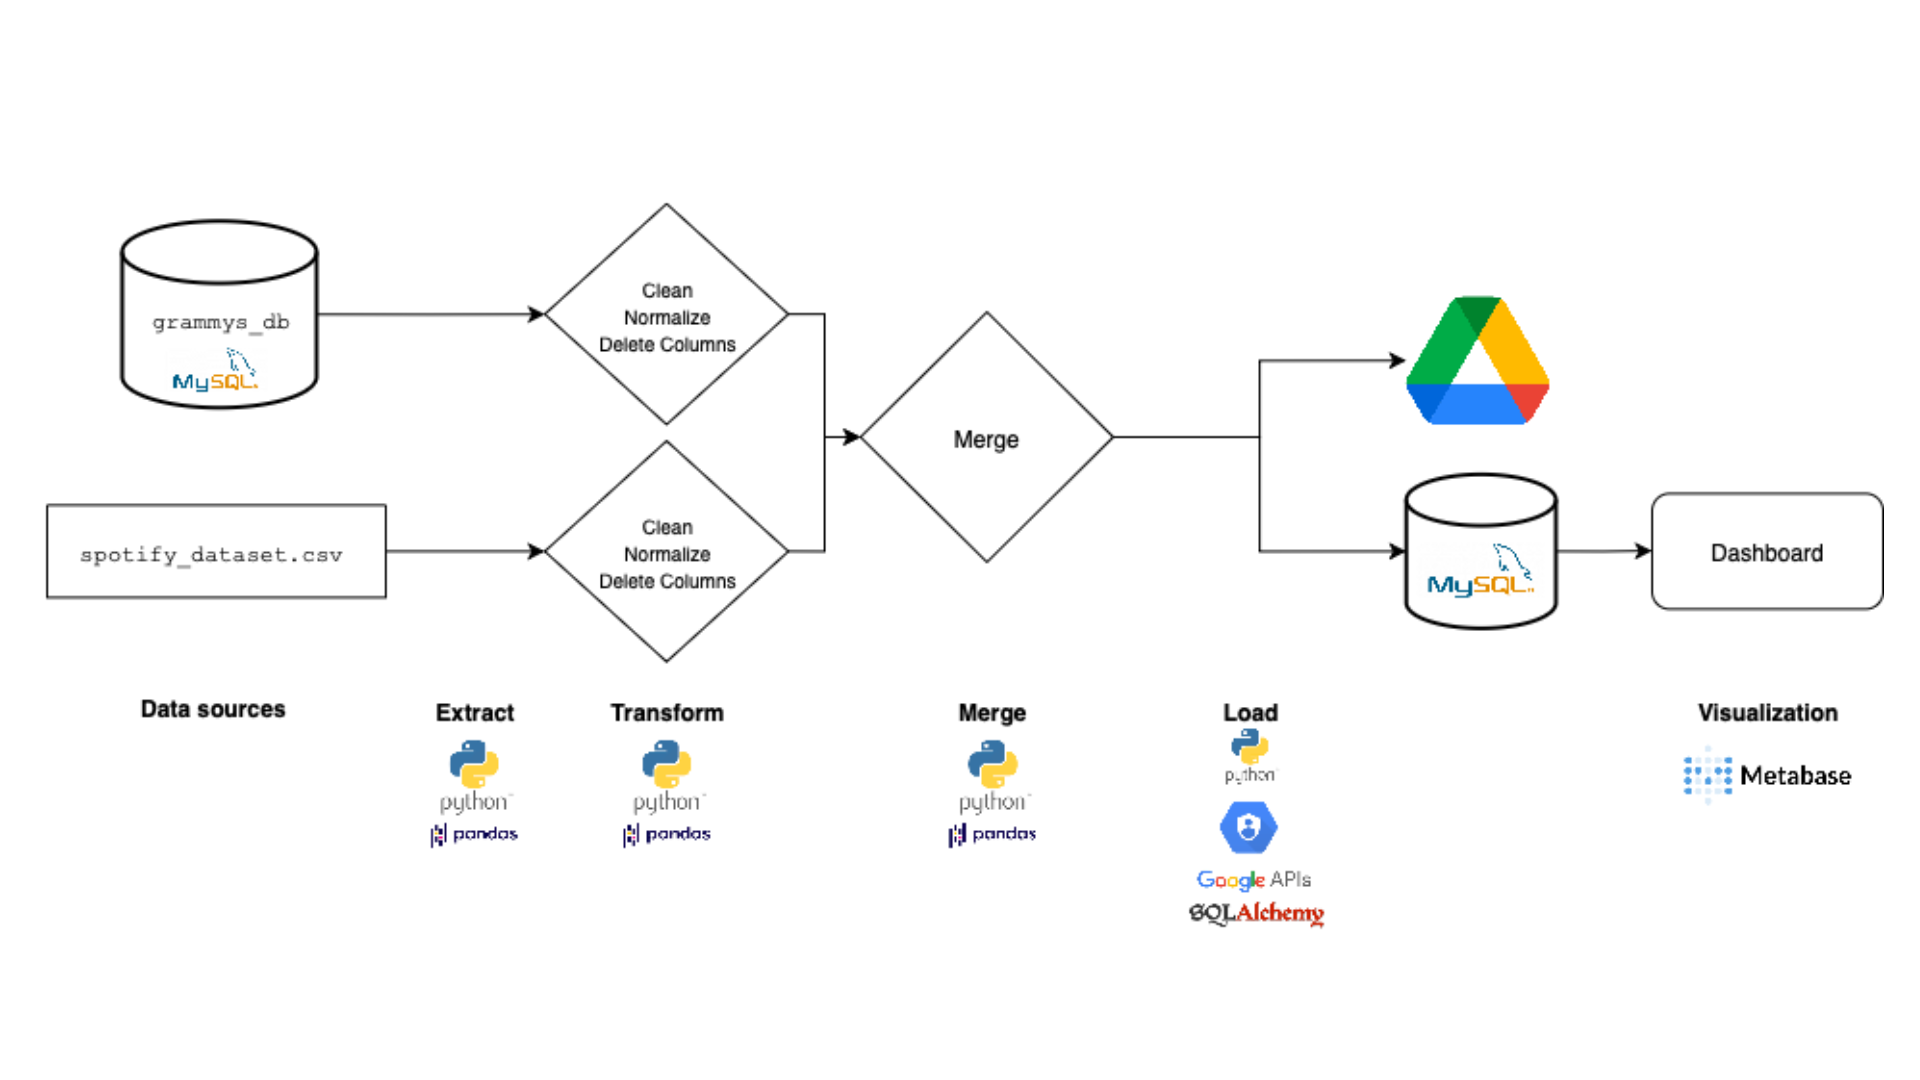 grammys_db
MySQL
Clean
Normalize
Delete Columns
spotify_dataset.csv
Clean
Normalize
Delete Columns
Merge
MySQL
Dashboard
Data sources
Extract
python
pandas
Transform
python
pandas
Merge
python
pandas
Load
python
Google APIs
SQLAlchemy
Visualization
Metabase